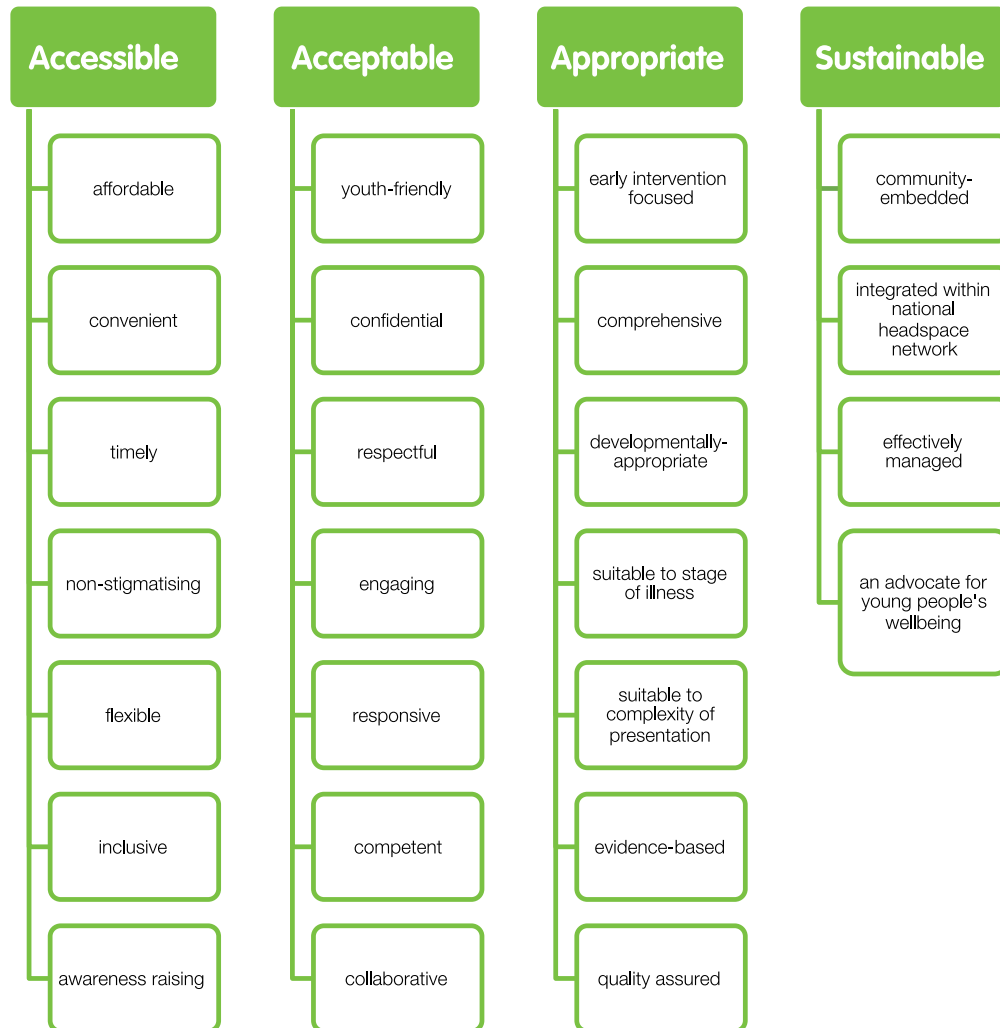 Accessible
affordable
convenient
timely
non-stigmatising
flexible
inclusive
awareness raising
Acceptable
youth-friendly
confidential
respectful
engaging
responsive
competent
collaborative
Appropriate
early intervention
focused
comprehensive
developmentally-
appropriate
suitable to stage
of illness
suitable to
complexity of
presentation
evidence-based
quality assured
Sustainable
community-
embedded
integrated within
national
headspace
network
effectively
managed
an advocate for
young people's
wellbeing